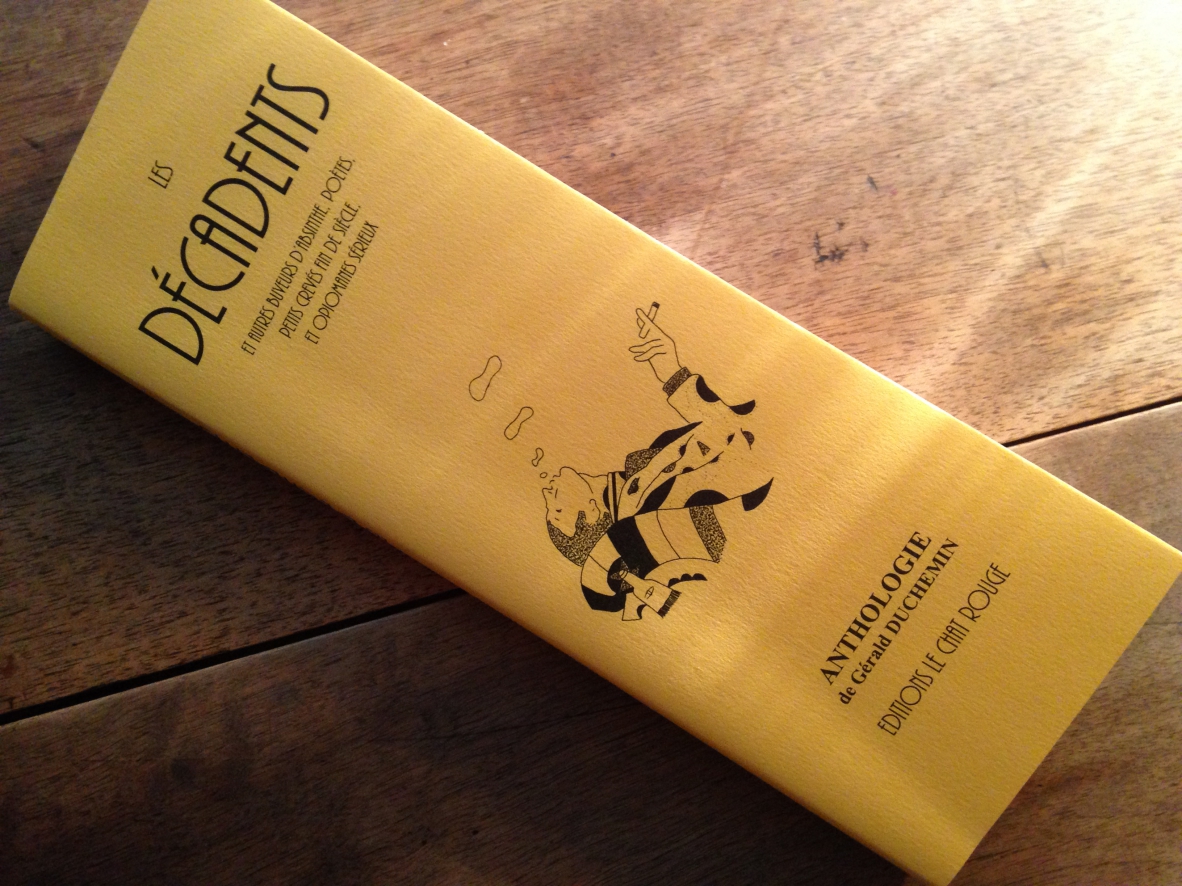 LES
DÉCADENTS
ET AUTRES BUVEURS D'ABSINTHE, POÈTES,
PETITS CREVÉS FIN DE SIÈCLE,
ET OPIOMANES SÉRIEUX
ANTHOLOGIE
de Gérald DUCHEMIN
EDITIONS LE CHAT ROUGE